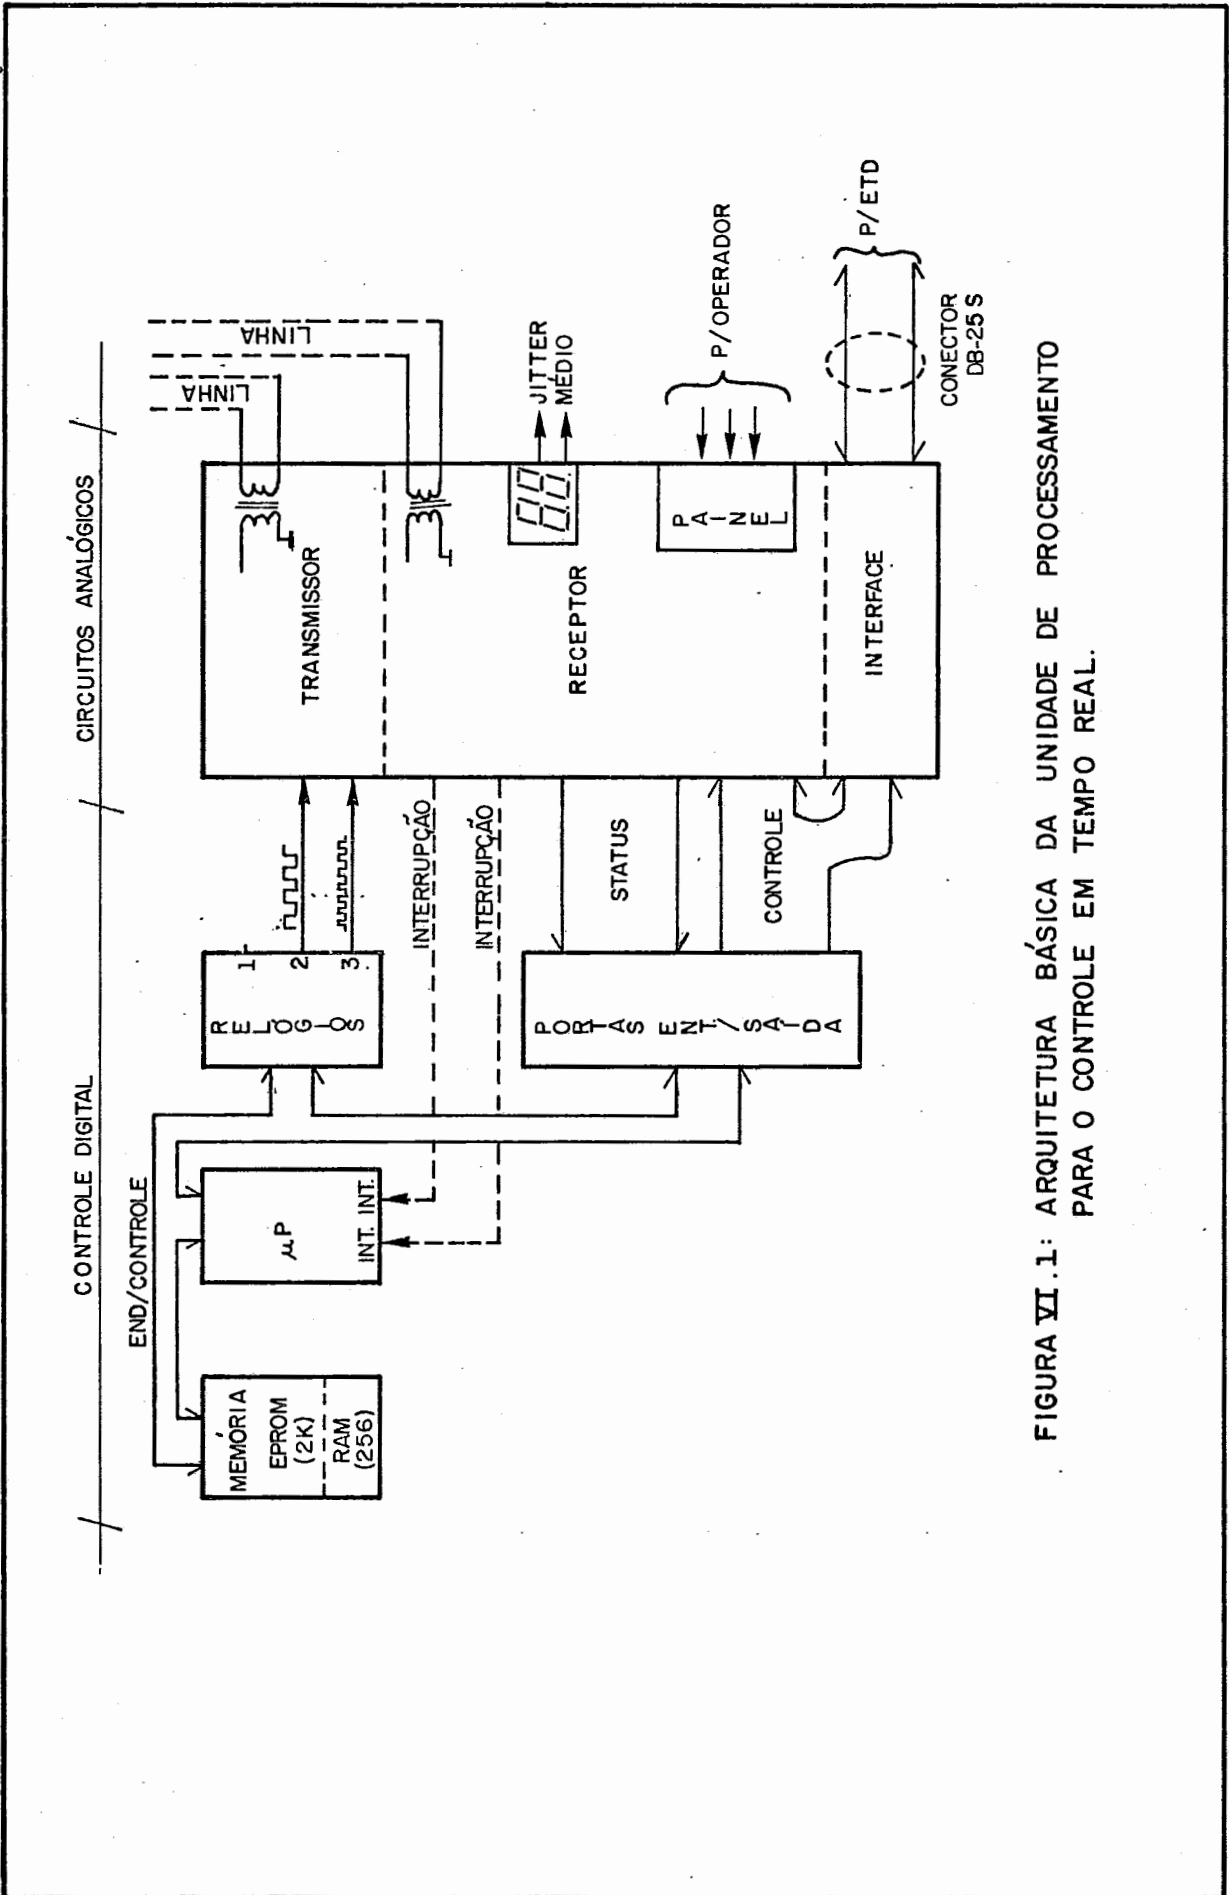 CONTROLE DIGITAL
CIRCUITOS ANALÓGICOS
END/CONTROLE
MEMÓRIA
EPROM
(2K)
RAM
(256)
µP
INT. INT.
RELÓGIOS
1
2
3
INTERRUPÇÃO
INTERRUPÇÃO
PORTAS ENT./SAÍDA
STATUS
CONTROLE
TRANSMISSOR
RECEPTOR
INTERFACE
PAINEL
LINHA
LINHA
JITTER
MÉDIO
P/OPERADOR
P/ETD
CONECTOR
DB-25S
FIGURA VI.1: ARQUITETURA BÁSICA DA UNIDADE DE PROCESSAMENTO
PARA O CONTROLE EM TEMPO REAL.